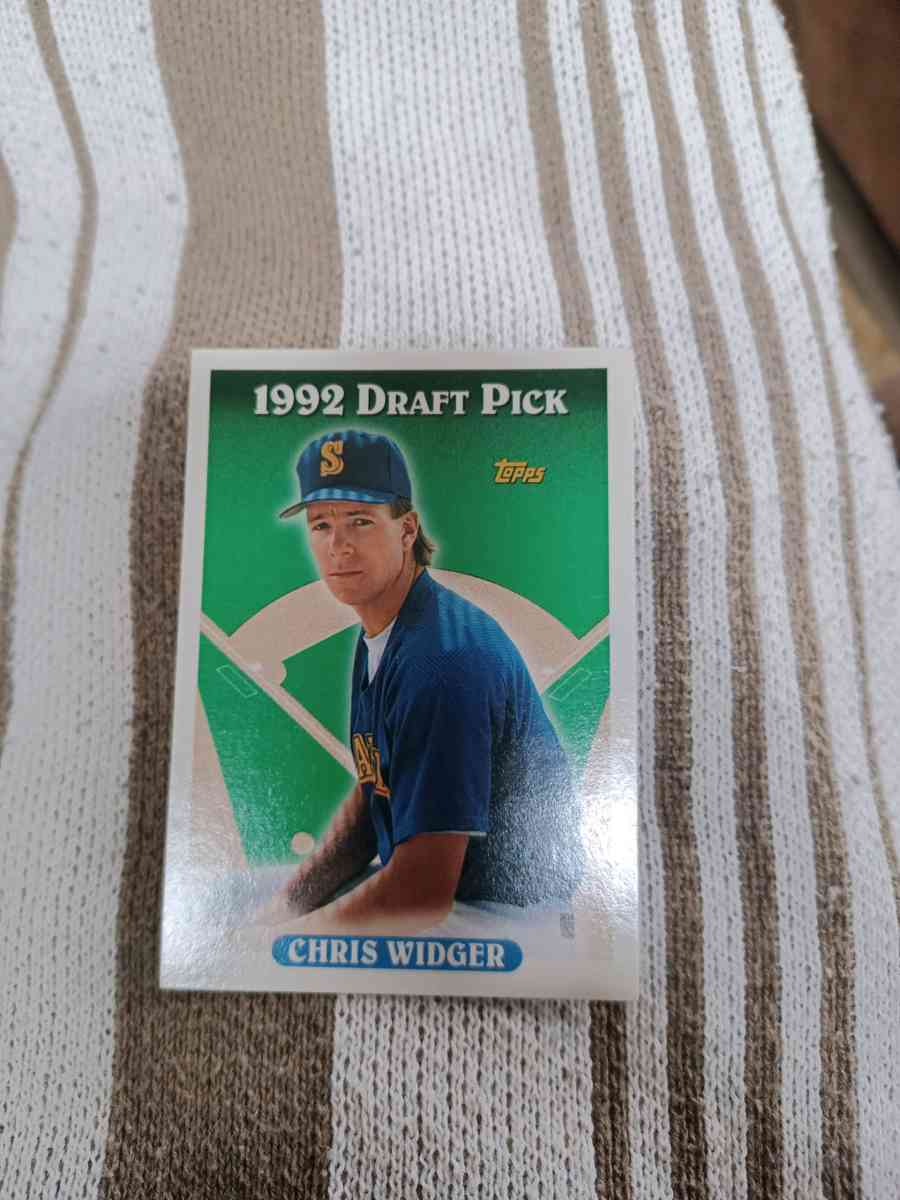 1992 DRAFT PICK
S
TOPPS
CHRIS WIDGER